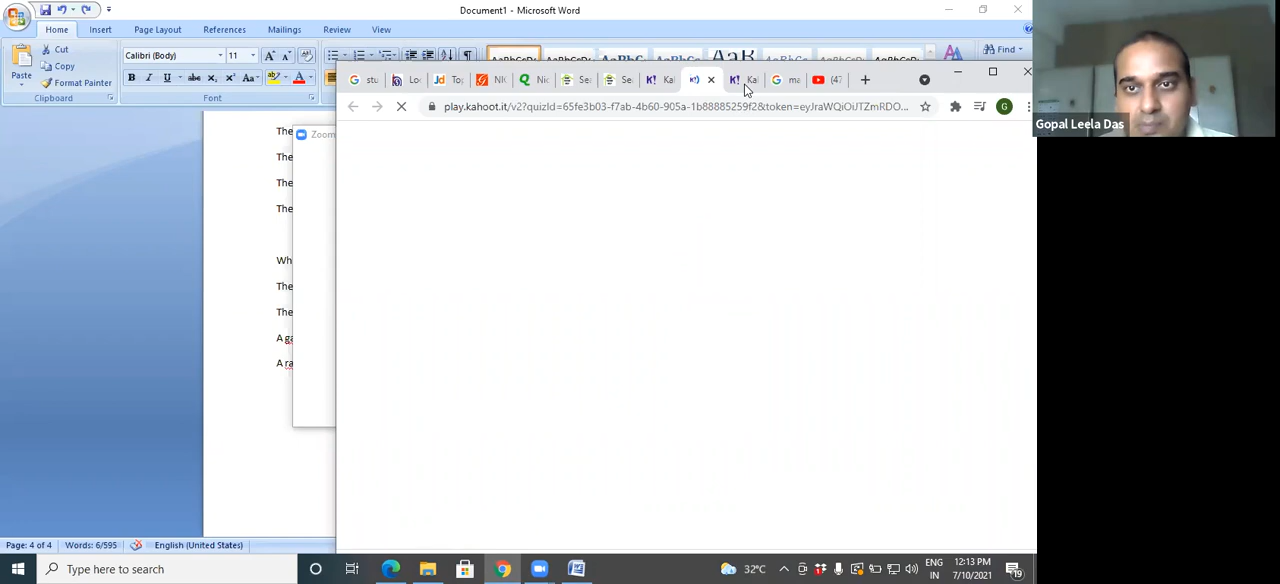 Document1 - Microsoft Word
Home Insert Page Layout References Mailings Review View
Cut
Copy
Format Painter
Paste
Clipboard
Calibri (Body) 11
Font
Find
The
The
The
The
Wh
The
The
A ga
A ra
Zoom
play.kahoot.it/v2?quizId=65fe3b03-f7ab-4b60-905a-1b88885259f2&token=eyJraWQiOiJTZmRDO...
G
Gopal Leela Das
Page: 4 of 4 Words: 6/595 English (United States)
Type here to search
32°C
ENG
IN
12:13 PM
7/10/2021
19